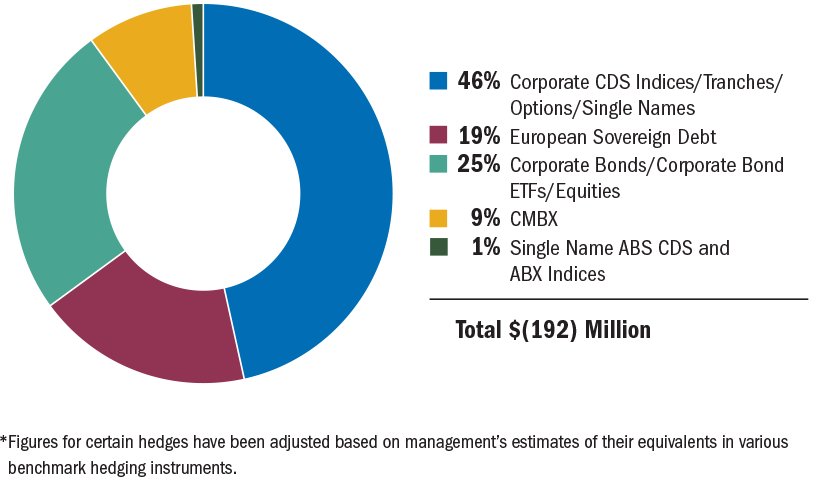 46% Corporate CDS Indices/Tranches/
Options/Single Names
19% European Sovereign Debt
25% Corporate Bonds/Corporate Bond
ETFs/Equities
9% CMBX
1% Single Name ABS CDS and
ABX Indices
Total $(192) Million
*Figures for certain hedges have been adjusted based on management’s estimates of their equivalents in various
benchmark hedging instruments.